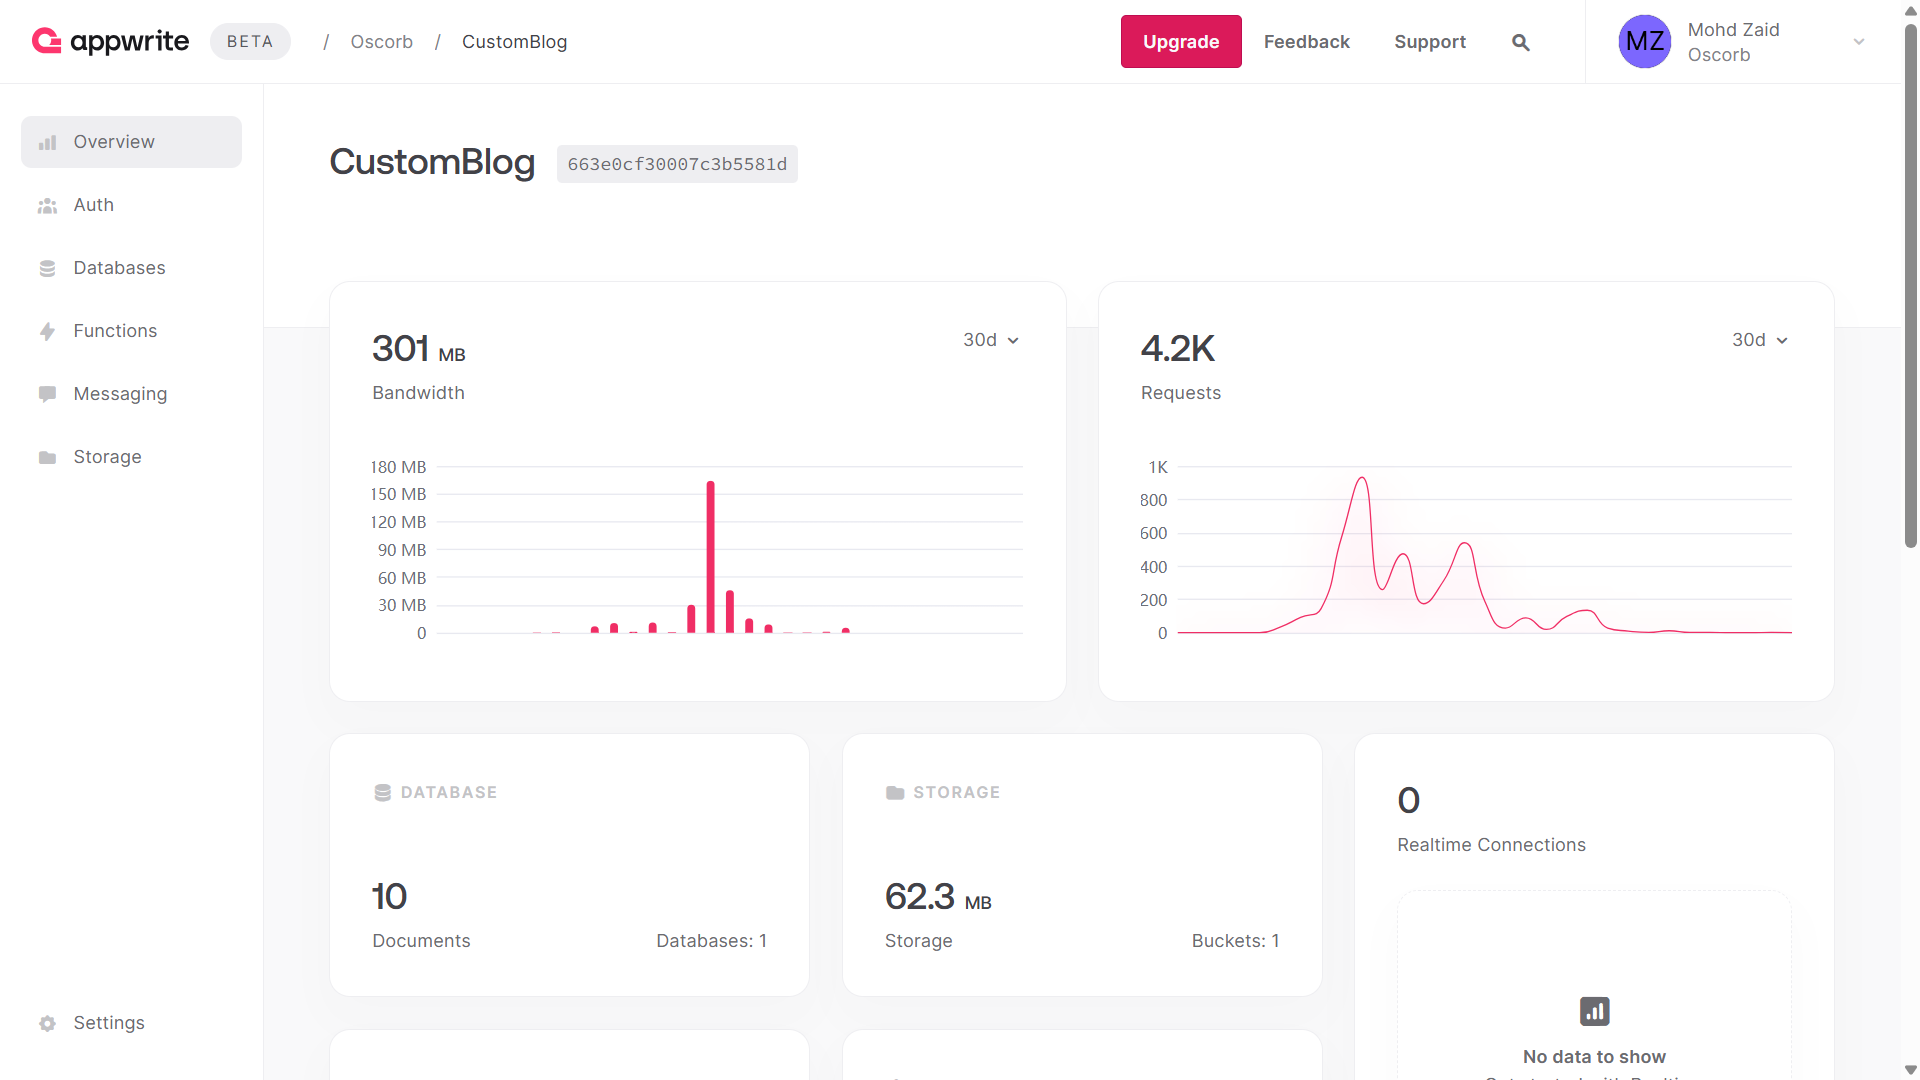 appwrite BETA / Oscorb / CustomBlog Upgrade Feedback Support MZ Mohd Zaid
Oscorb
Overview
Auth
Databases
Functions
Messaging
Storage
Settings
CustomBlog 663e0cf30007c3b5581d
301 MB 30d
Bandwidth
180 MB
150 MB
120 MB
90 MB
60 MB
30 MB
0
4.2K 30d
Requests
1K
800
600
400
200
0
DATABASE
10
Documents Databases: 1
STORAGE
62.3 MB
Storage Buckets: 1
0
Realtime Connections
No data to show